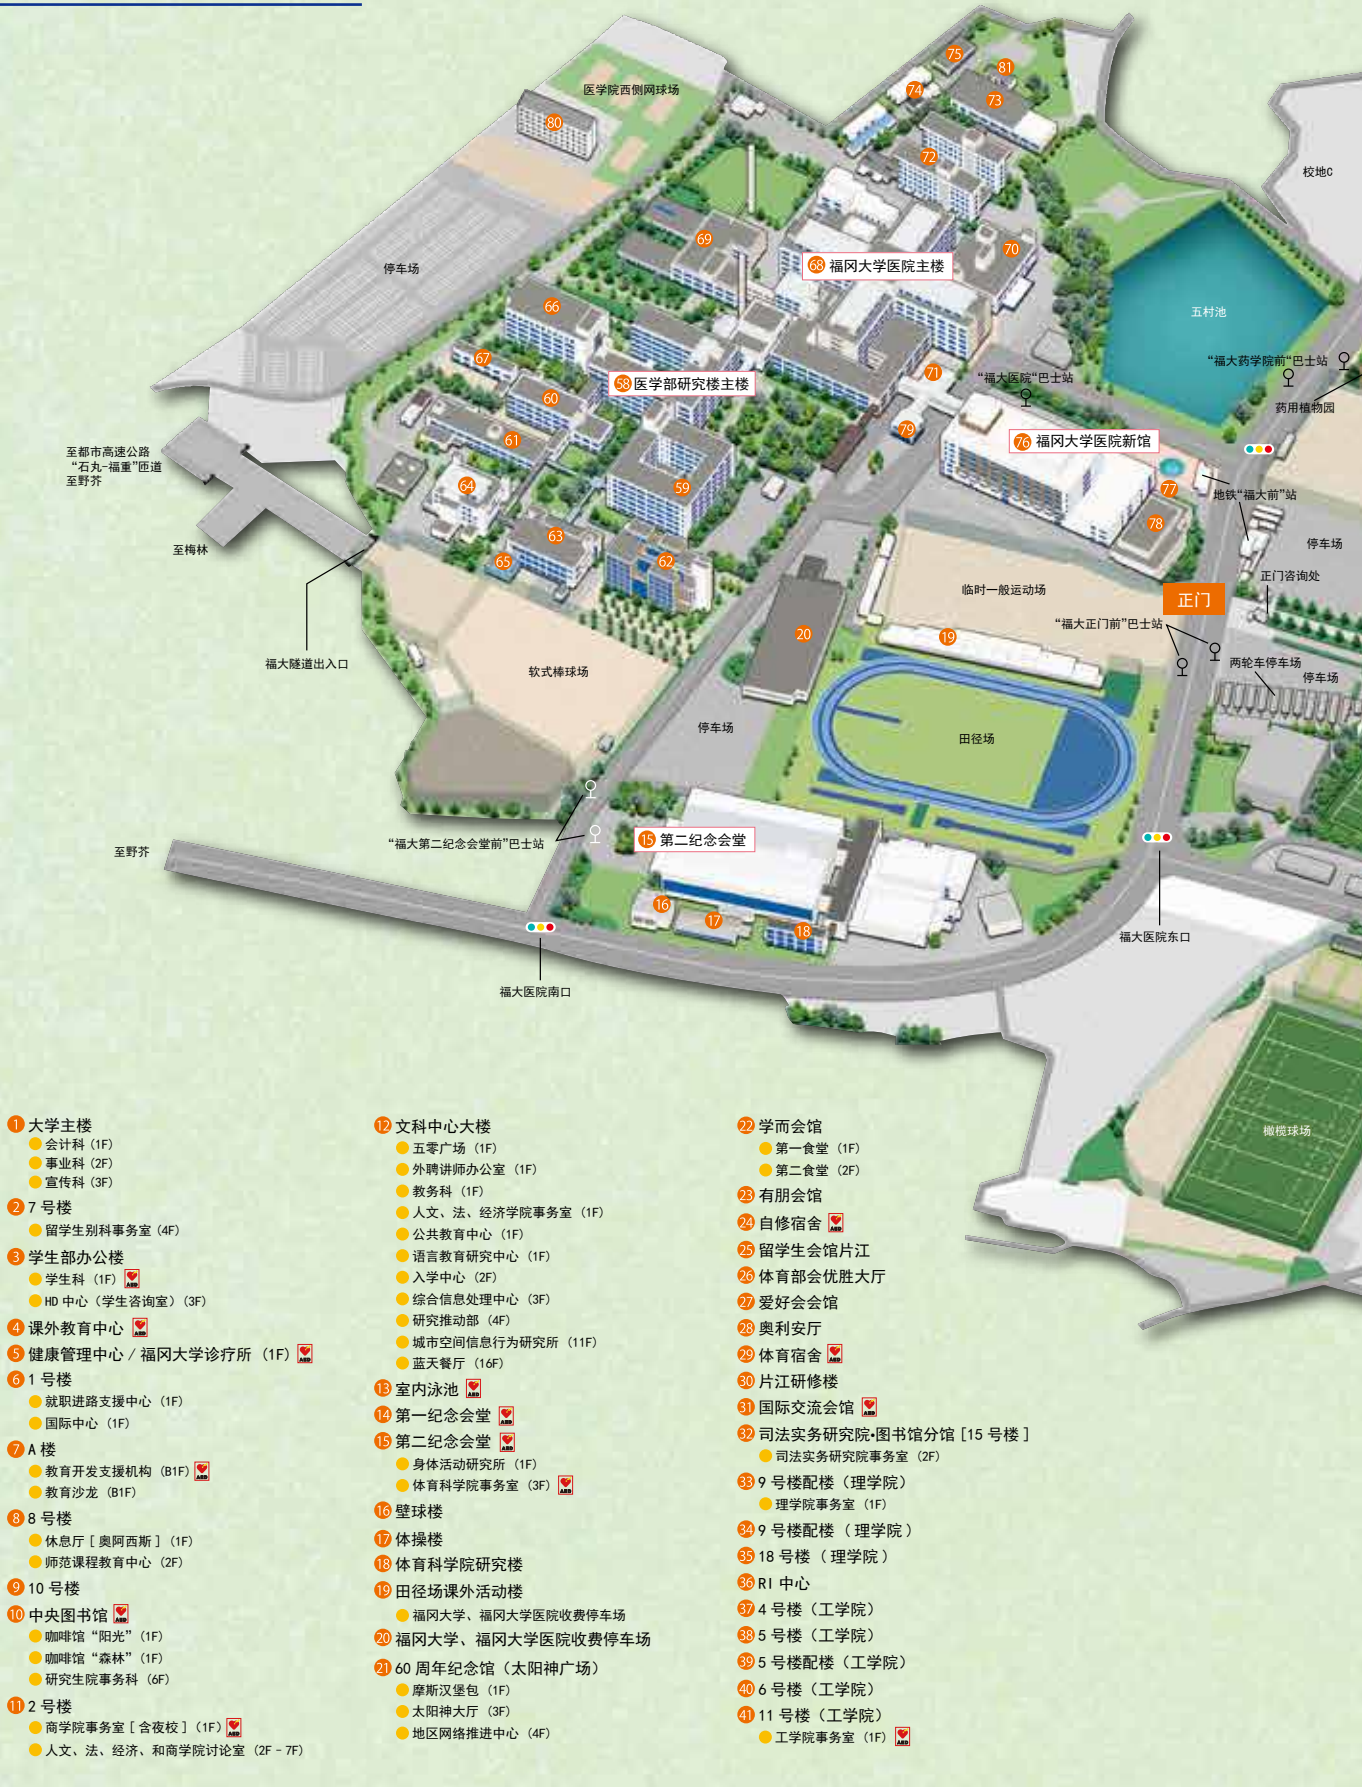 75
81
医学院西侧网球场
74
73
80
72
校地C
69
70
停车场
68 福冈大学医院主楼
66
五村池
67
71
“福大药学院前“巴士站
58 医学部研究楼主楼
“福大医院“巴士站
60
药用植物园
79
61
76 福冈大学医院新馆
至都市高速公路
“石丸-福重”匝道
至野芥
64
59
77
地铁“福大前”站
78
63
停车场
至梅林
65
62
正门咨询处
临时一般运动场
正门
“福大正门前”巴士站
20
19
福大隧道出入口
两轮车停车场
软式棒球场
停车场
停车场
田径场
“福大第二纪念会堂前”巴士站
15 第二纪念会堂
至野芥
16
17
18
福大医院东口
福大医院南口
橄榄球场
1 大学主楼
会计科 (1F)
事业科 (2F)
宣传科 (3F)
2 7 号楼
留学生别科事务室 (4F)
3 学生部办公楼
学生科 (1F) AED
HD 中心 (学生咨询室) (3F)
4 课外教育中心 AED
5 健康管理中心 / 福冈大学诊疗所 (1F) AED
6 1 号楼
就职进路支援中心 (1F)
国际中心 (1F)
7 A 楼
教育开发支援机构 (B1F) AED
教育沙龙 (B1F)
8 8 号楼
休息厅 [ 奥阿西斯 ] (1F)
师范课程教育中心 (2F)
9 10 号楼
10 中央图书馆 AED
咖啡馆 “阳光” (1F)
咖啡馆 “森林” (1F)
研究生院事务科 (6F)
11 2 号楼
商学院事务室 [ 含夜校 ] (1F) AED
人文、法、经济、和商学院讨论室 (2F - 7F)
12 文科中心大楼
五零广场 (1F)
外聘讲师办公室 (1F)
教务科 (1F)
人文、法、经济学院事务室 (1F)
公共教育中心 (1F)
语言教育研究中心 (1F)
入学中心 (2F)
综合信息处理中心 (3F)
研究推动部 (4F)
城市空间信息行为研究所 (11F)
蓝天餐厅 (16F)
13 室内泳池 AED
14 第一纪念会堂 AED
15 第二纪念会堂 AED
身体活动研究所 (1F)
体育科学院事务室 (3F) AED
16 壁球楼
17 体操楼
18 体育科学院研究楼
19 田径场课外活动楼
福冈大学、福冈大学医院收费停车场
20 福冈大学、福冈大学医院收费停车场
21 60 周年纪念馆 (太阳神广场)
摩斯汉堡包 (1F)
太阳神大厅 (3F)
地区网络推进中心 (4F)
22 学而会馆
第一食堂 (1F)
第二食堂 (2F)
23 有朋会馆
24 自修宿舍 AED
25 留学生会馆片江
26 体育部会优胜大厅
27 爱好会会馆
28 奥利安厅
29 体育宿舍 AED
30 片江研修楼
31 国际交流会馆 AED
32 司法实务研究院•图书馆分馆 [15 号楼 ]
司法实务研究院事务室 (2F)
33 9 号楼配楼 (理学院)
理学院事务室 (1F)
34 9 号楼配楼 ( 理学院 )
35 18 号楼 ( 理学院 )
36 RI 中心
37 4 号楼 (工学院)
38 5 号楼 (工学院)
39 5 号楼配楼 (工学院)
40 6 号楼 (工学院)
41 11 号楼 (工学院)
工学院事务室 (1F) AED